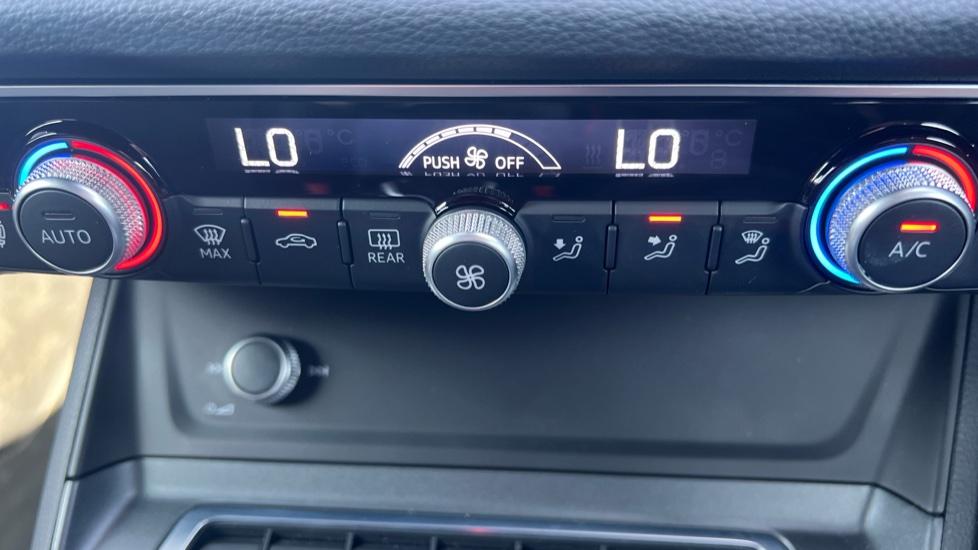 LO
PUSH OFF
LO
AUTO
MAX
REAR
A/C